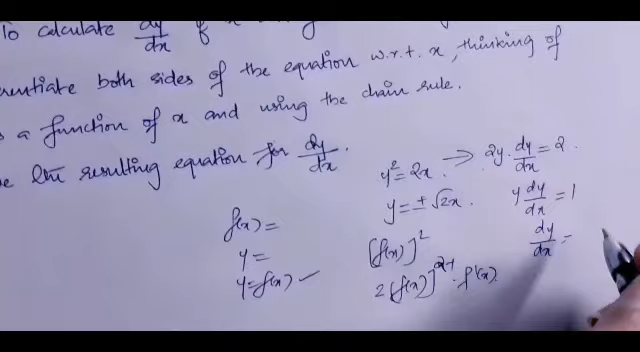 To calculate dy/dx if x
entiate both sides of the equation w.r.t. x, thinking of
s a function of x and using the chain rule.
e the resulting equation for dy/dx.
y² = 2x → 2y · dy/dx = 2.
y = ± √2x. y dy/dx = 1
f(x) = [f(x)]² dy/dx =
y =
y = f(x) ✓ 2[f(x)]²⁻¹ · f'(x)